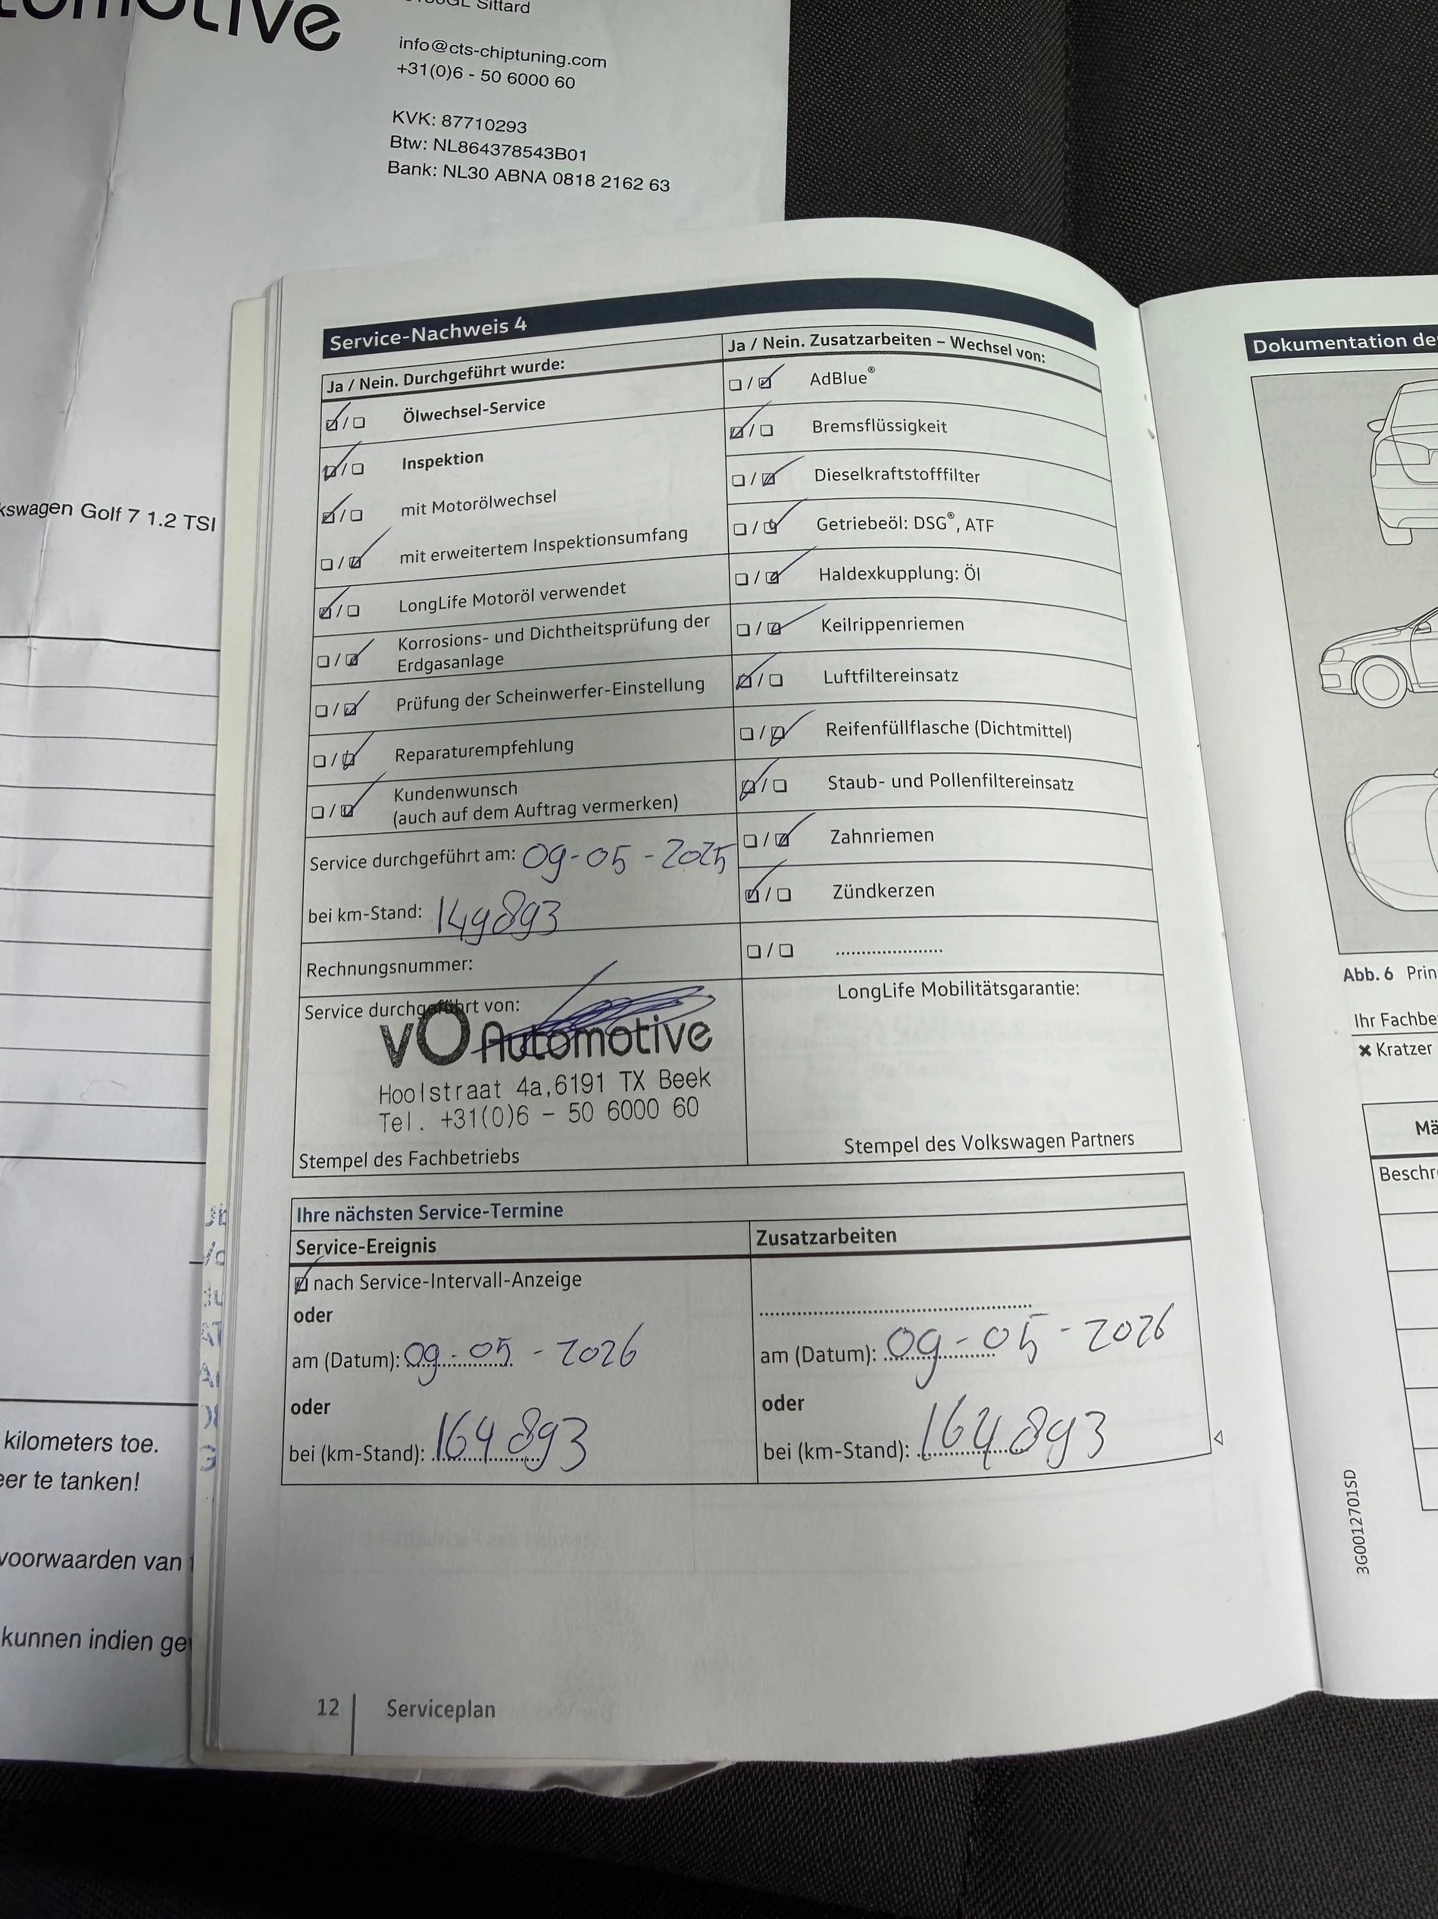 omotive
Sittard
info@cts-chiptuning.com
+31(0)6 - 50 6000 60
KVK: 87710293
Btw: NL864378543B01
Bank: NL30 ABNA 0818 2162 63
kswagen Golf 7 1.2 TSI
kilometers toe.
eer te tanken!
voorwaarden van
kunnen indien ge
Service-Nachweis 4
Ja / Nein. Durchgeführt wurde:
Ölwechsel-Service
Inspektion
mit Motorölwechsel
mit erweitertem Inspektionsumfang
LongLife Motoröl verwendet
Korrosions- und Dichtheitsprüfung der
Erdgasanlage
Prüfung der Scheinwerfer-Einstellung
Reparaturempfehlung
Kundenwunsch
(auch auf dem Auftrag vermerken)
Service durchgeführt am: 09-05-2025
bei km-Stand: 149893
Rechnungsnummer:
Service durchgeführt von:
VO Automotive
Hoolstraat 4a,6191 TX Beek
Tel. +31(0)6 - 50 6000 60
Stempel des Fachbetriebs
Ja / Nein. Zusatzarbeiten – Wechsel von:
AdBlue®
Bremsflüssigkeit
Dieselkraftstofffilter
Getriebeöl: DSG®, ATF
Haldexkupplung: Öl
Keilrippenriemen
Luftfiltereinsatz
Reifenfüllflasche (Dichtmittel)
Staub- und Pollenfiltereinsatz
Zahnriemen
Zündkerzen
LongLife Mobilitätsgarantie:
Stempel des Volkswagen Partners
Ihre nächsten Service-Termine
Service-Ereignis
nach Service-Intervall-Anzeige
oder
am (Datum): 09-05-2026
oder
bei (km-Stand): 164893
Zusatzarbeiten
am (Datum): 09-05-2026
oder
bei (km-Stand): 164893
12 | Serviceplan
Dokumentation de
Abb. 6 Prin
Ihr Fachbe
✖ Kratzer
Mä
Beschr
3G0012701SD